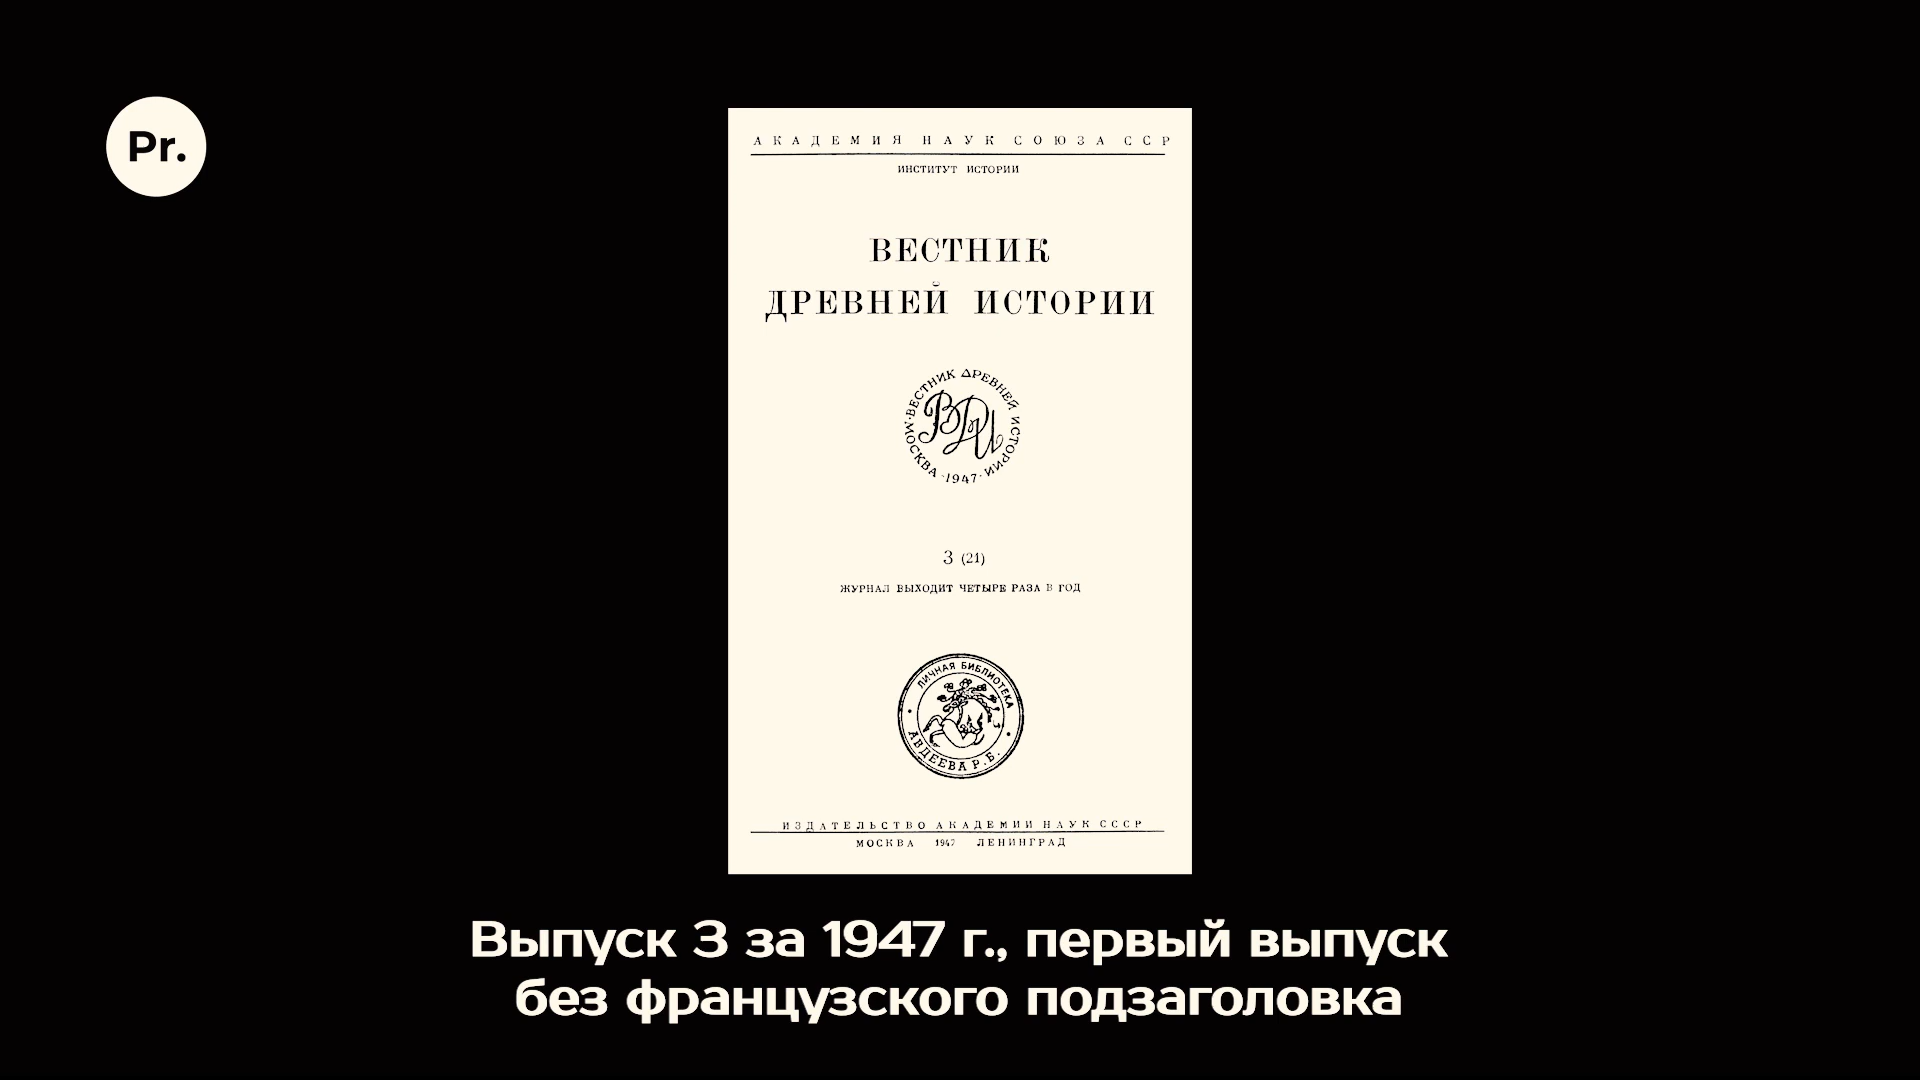 Pr.
АКАДЕМИЯ НАУК СОЮЗА ССР
ИНСТИТУТ ИСТОРИИ
ВЕСТНИК
ДРЕВНЕЙ ИСТОРИИ
МОСКВА·ВЕСТНИК ДРЕВНЕЙ ИСТОРИИ
ВДИ
·1947·
3 (21)
ЖУРНАЛ ВЫХОДИТ ЧЕТЫРЕ РАЗА В ГОД
ЛИЧНАЯ БИБЛИОТЕКА
АВДЕЕВА Р.Б.
ИЗДАТЕЛЬСТВО АКАДЕМИИ НАУК СССР
МОСКВА 1947 ЛЕНИНГРАД
Выпуск 3 за 1947 г., первый выпуск
без французского подзаголовка